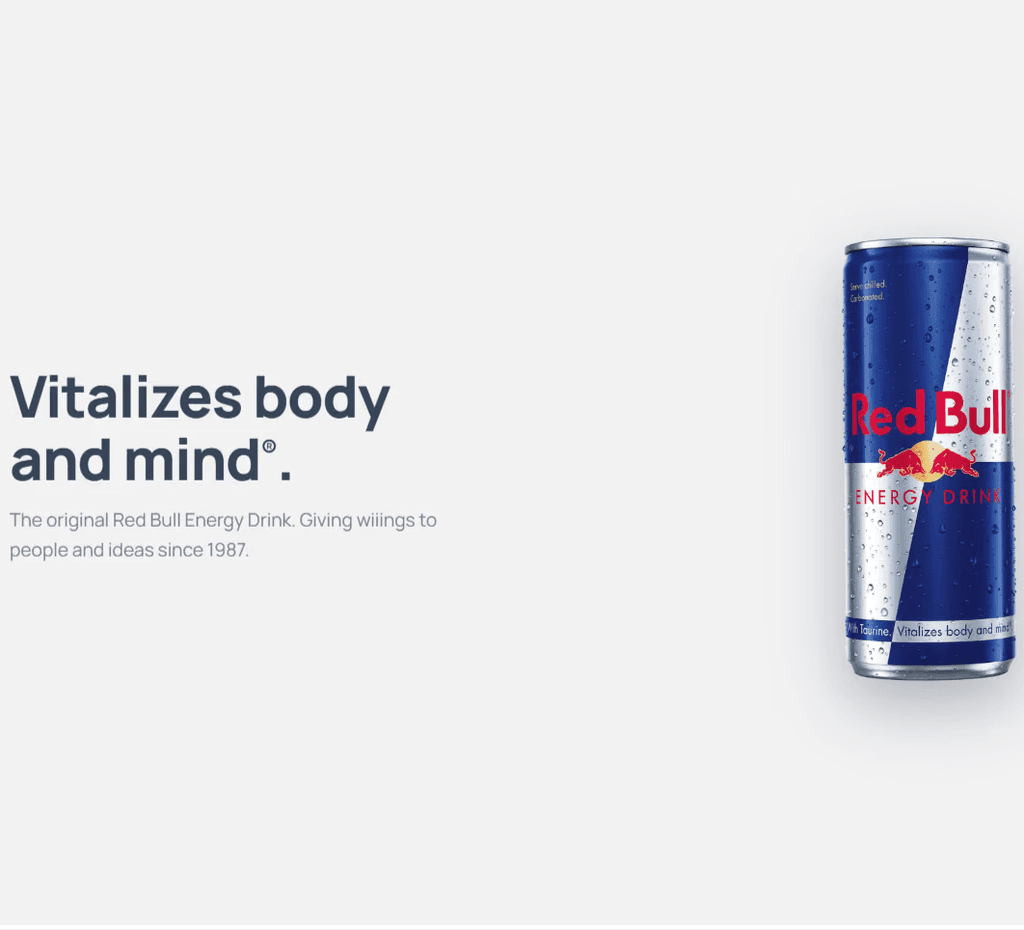 Vitalizes body
and mind®.
The original Red Bull Energy Drink. Giving wiiings to
people and ideas since 1987.
Serve chilled.
Carbonated.
Red Bull
ENERGY DRINK
With Taurine. Vitalizes body and mind®.